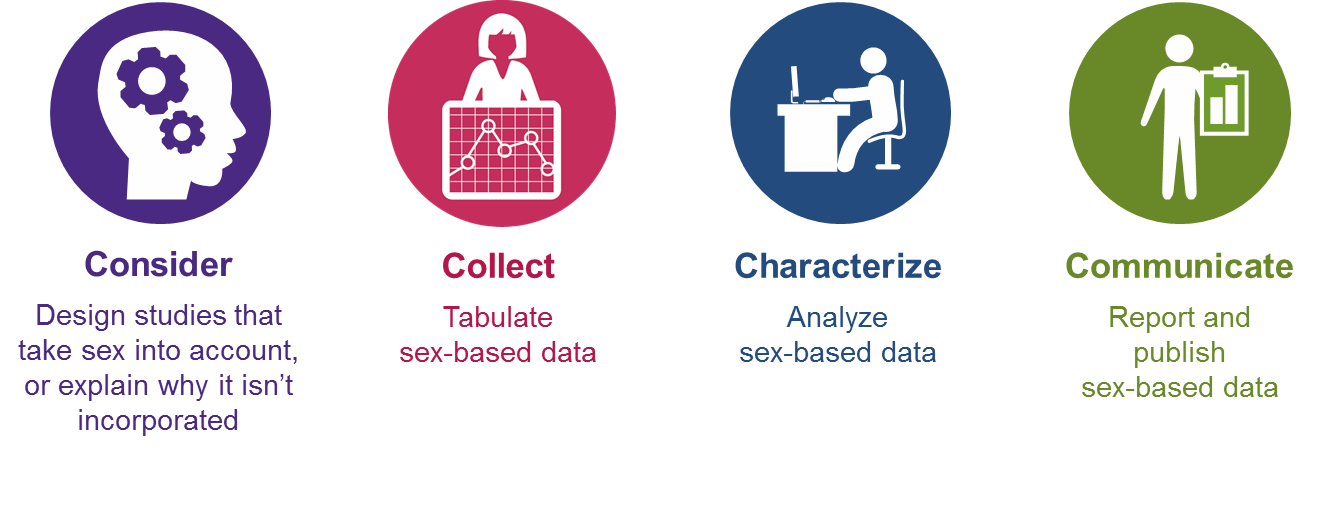 Consider
Design studies that
take sex into account,
or explain why it isn’t
incorporated
Collect
Tabulate
sex-based data
Characterize
Analyze
sex-based data
Communicate
Report and
publish
sex-based data